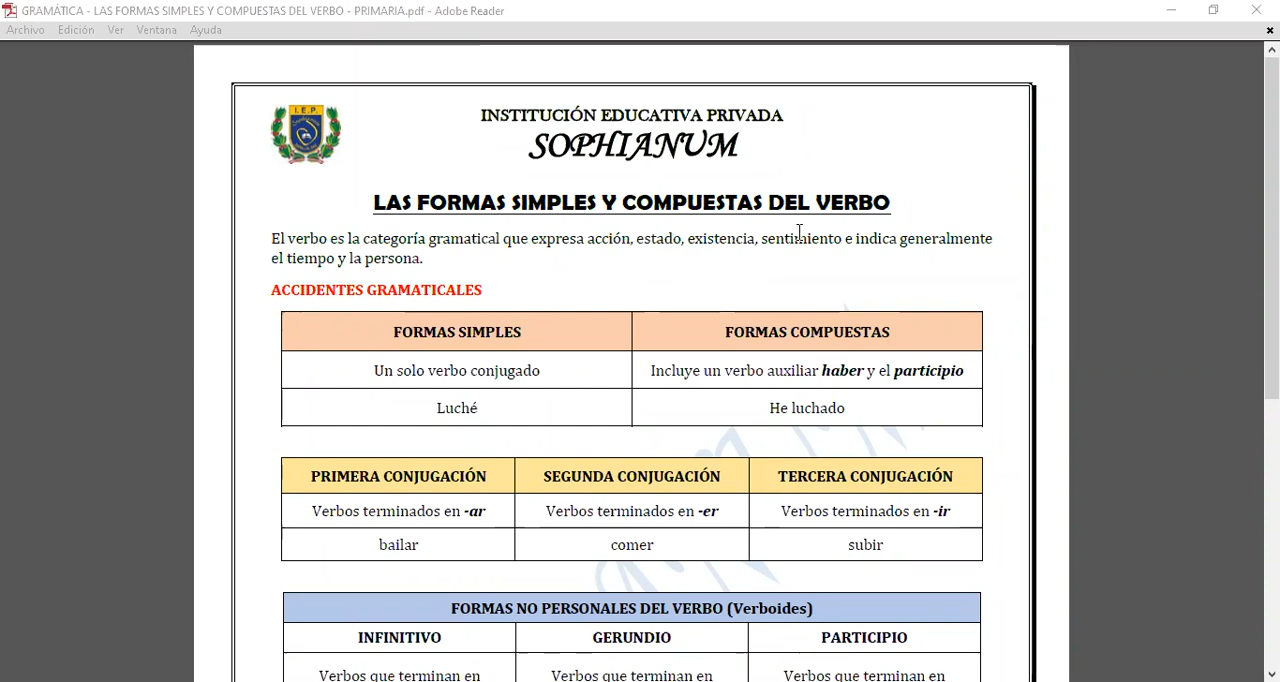 GRAMÁTICA - LAS FORMAS SIMPLES Y COMPUESTAS DEL VERBO - PRIMARIA.pdf - Adobe Reader
Archivo Edición Ver Ventana Ayuda
I.E.P.
INSTITUCIÓN EDUCATIVA PRIVADA
SOPHIANUM
LAS FORMAS SIMPLES Y COMPUESTAS DEL VERBO
El verbo es la categoría gramatical que expresa acción, estado, existencia, sentimiento e indica generalmente
el tiempo y la persona.
ACCIDENTES GRAMATICALES
FORMAS SIMPLES FORMAS COMPUESTAS
Un solo verbo conjugado Incluye un verbo auxiliar haber y el participio
Luché He luchado
PRIMERA CONJUGACIÓN SEGUNDA CONJUGACIÓN TERCERA CONJUGACIÓN
Verbos terminados en -ar Verbos terminados en -er Verbos terminados en -ir
bailar comer subir
FORMAS NO PERSONALES DEL VERBO (Verboides)
INFINITIVO GERUNDIO PARTICIPIO
Verbos que terminan en Verbos que terminan en Verbos que terminan en